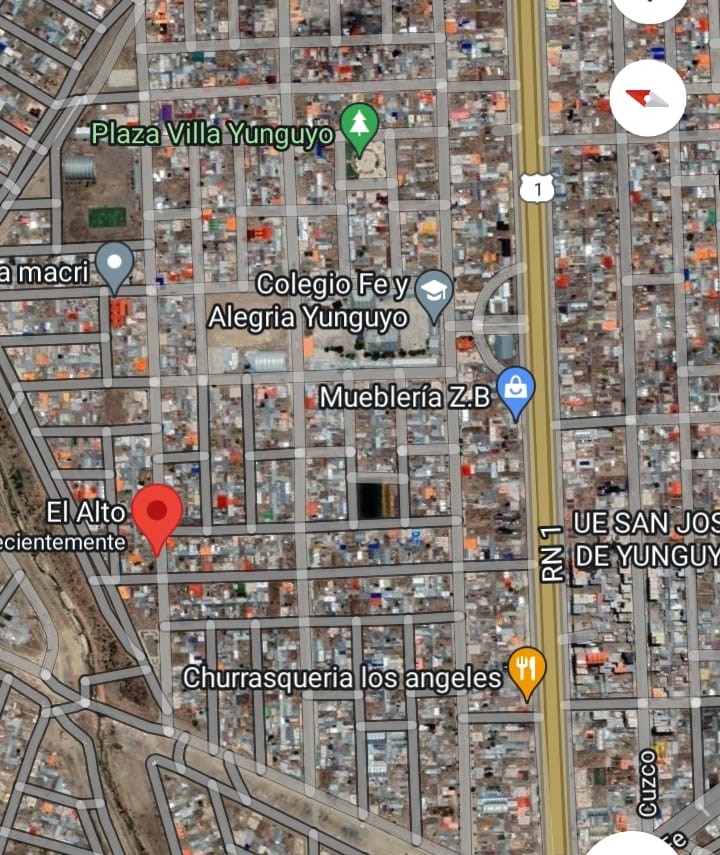 Plaza Villa Yunguyo
1
a macri
Colegio Fe y
Alegria Yunguyo
Mueblería Z.B
El Alto
ecientemente
RN 1
UE SAN JOS
DE YUNGUY
Churrasqueria los angeles
Cuzco
Fe